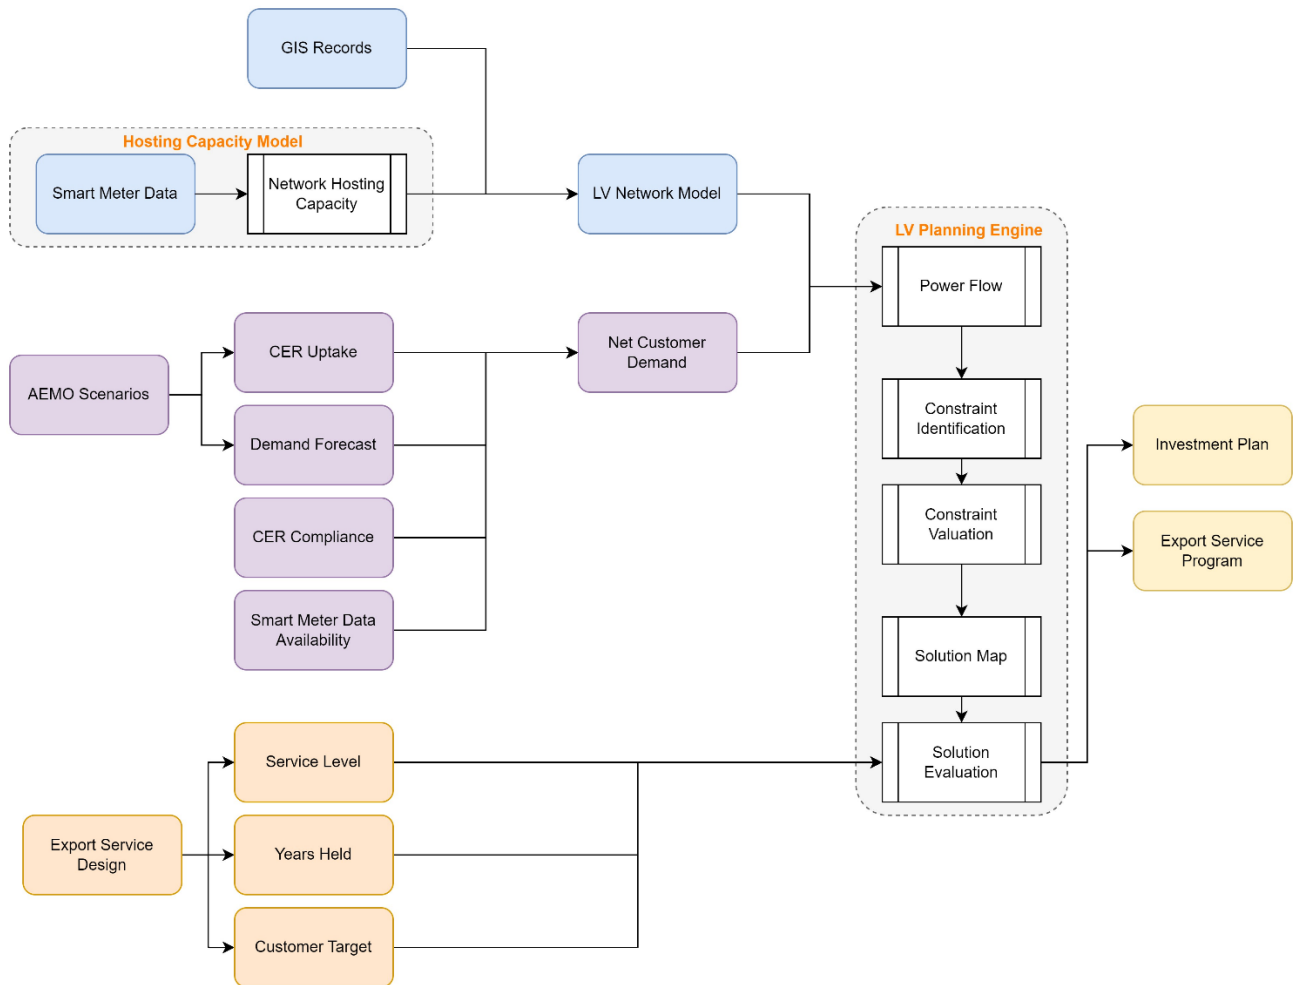 GIS Records
Hosting Capacity Model
Smart Meter Data
Network Hosting
Capacity
LV Network Model
LV Planning Engine
Power Flow
CER Uptake
Net Customer
Demand
AEMO Scenarios
Demand Forecast
Constraint
Identification
Investment Plan
CER Compliance
Constraint
Valuation
Export Service
Program
Smart Meter Data
Availability
Solution Map
Service Level
Solution
Evaluation
Export Service
Design
Years Held
Customer Target